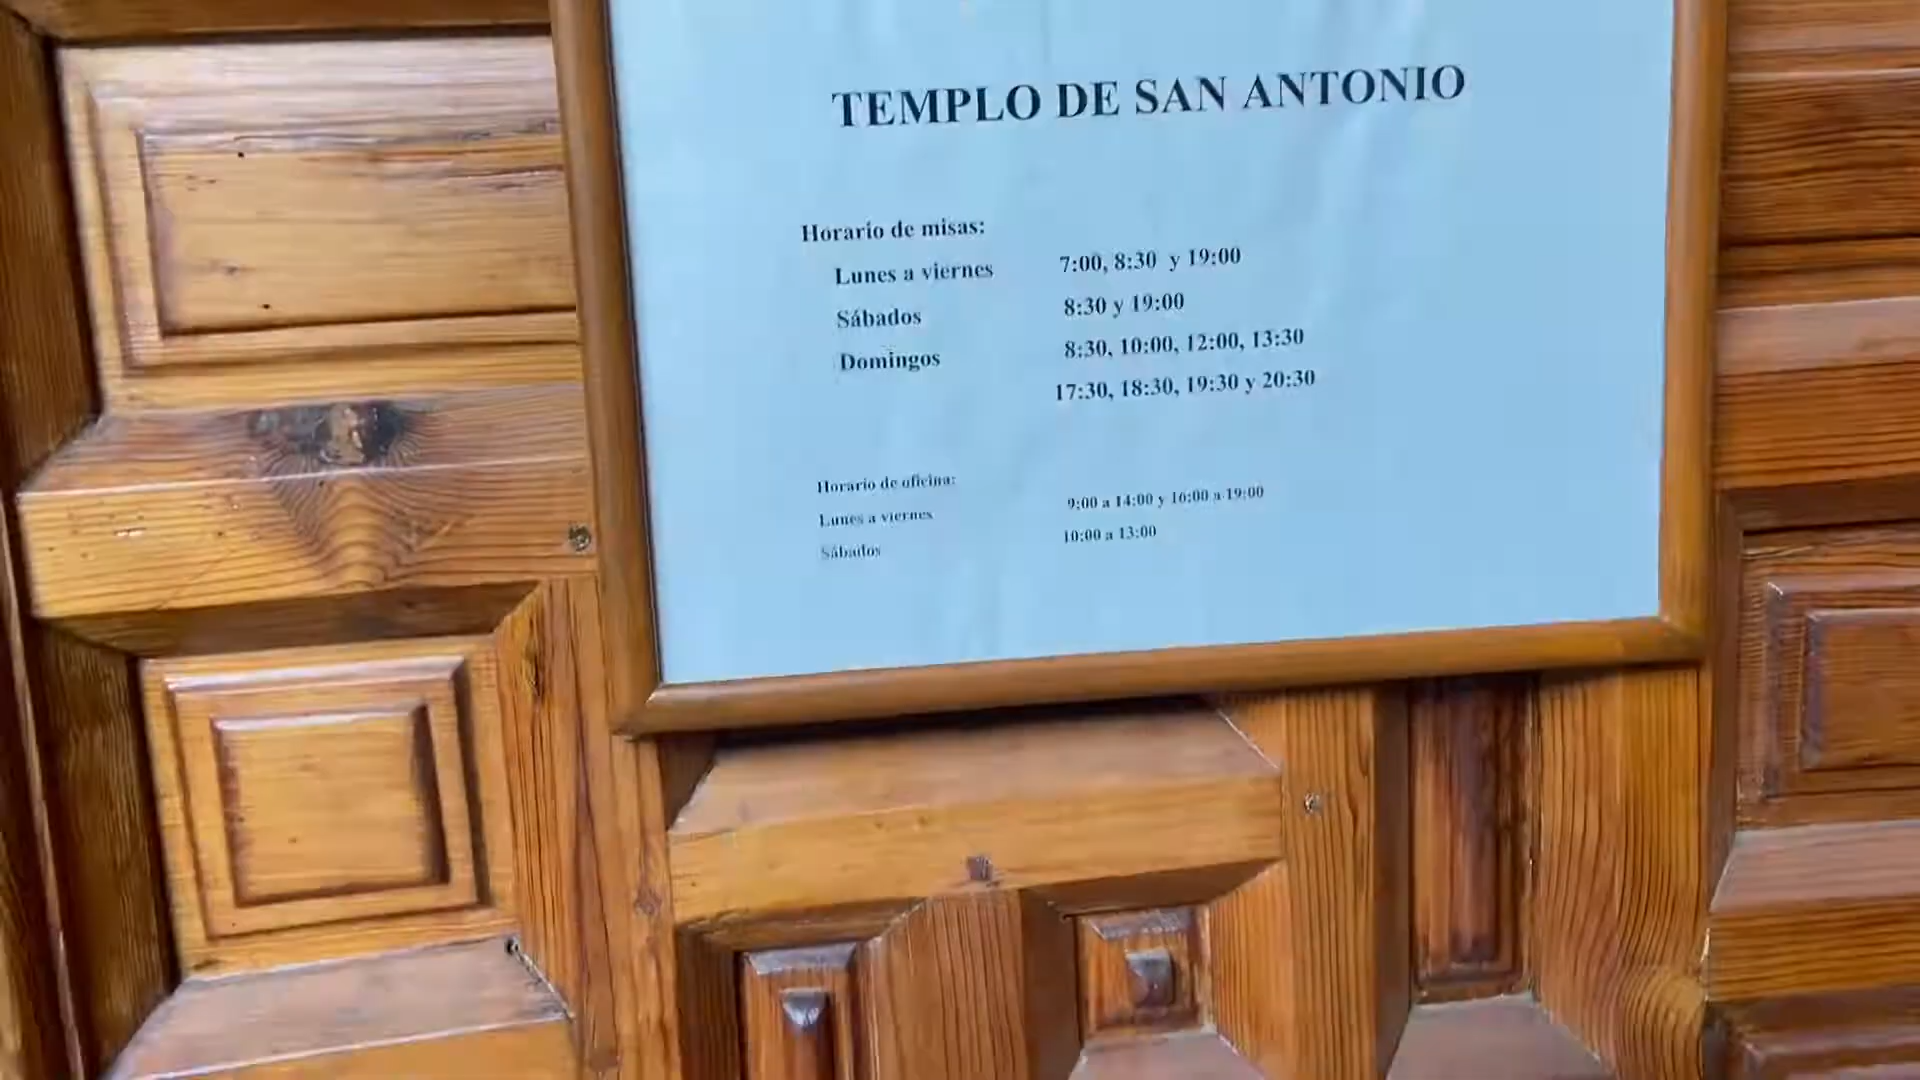 TEMPLO DE SAN ANTONIO
Horario de misas:
Lunes a viernes 7:00, 8:30 y 19:00
Sábados 8:30 y 19:00
Domingos 8:30, 10:00, 12:00, 13:30
17:30, 18:30, 19:30 y 20:30
Horario de oficina:
Lunes a viernes 9:00 a 14:00 y 16:00 a 19:00
Sábados 10:00 a 13:00